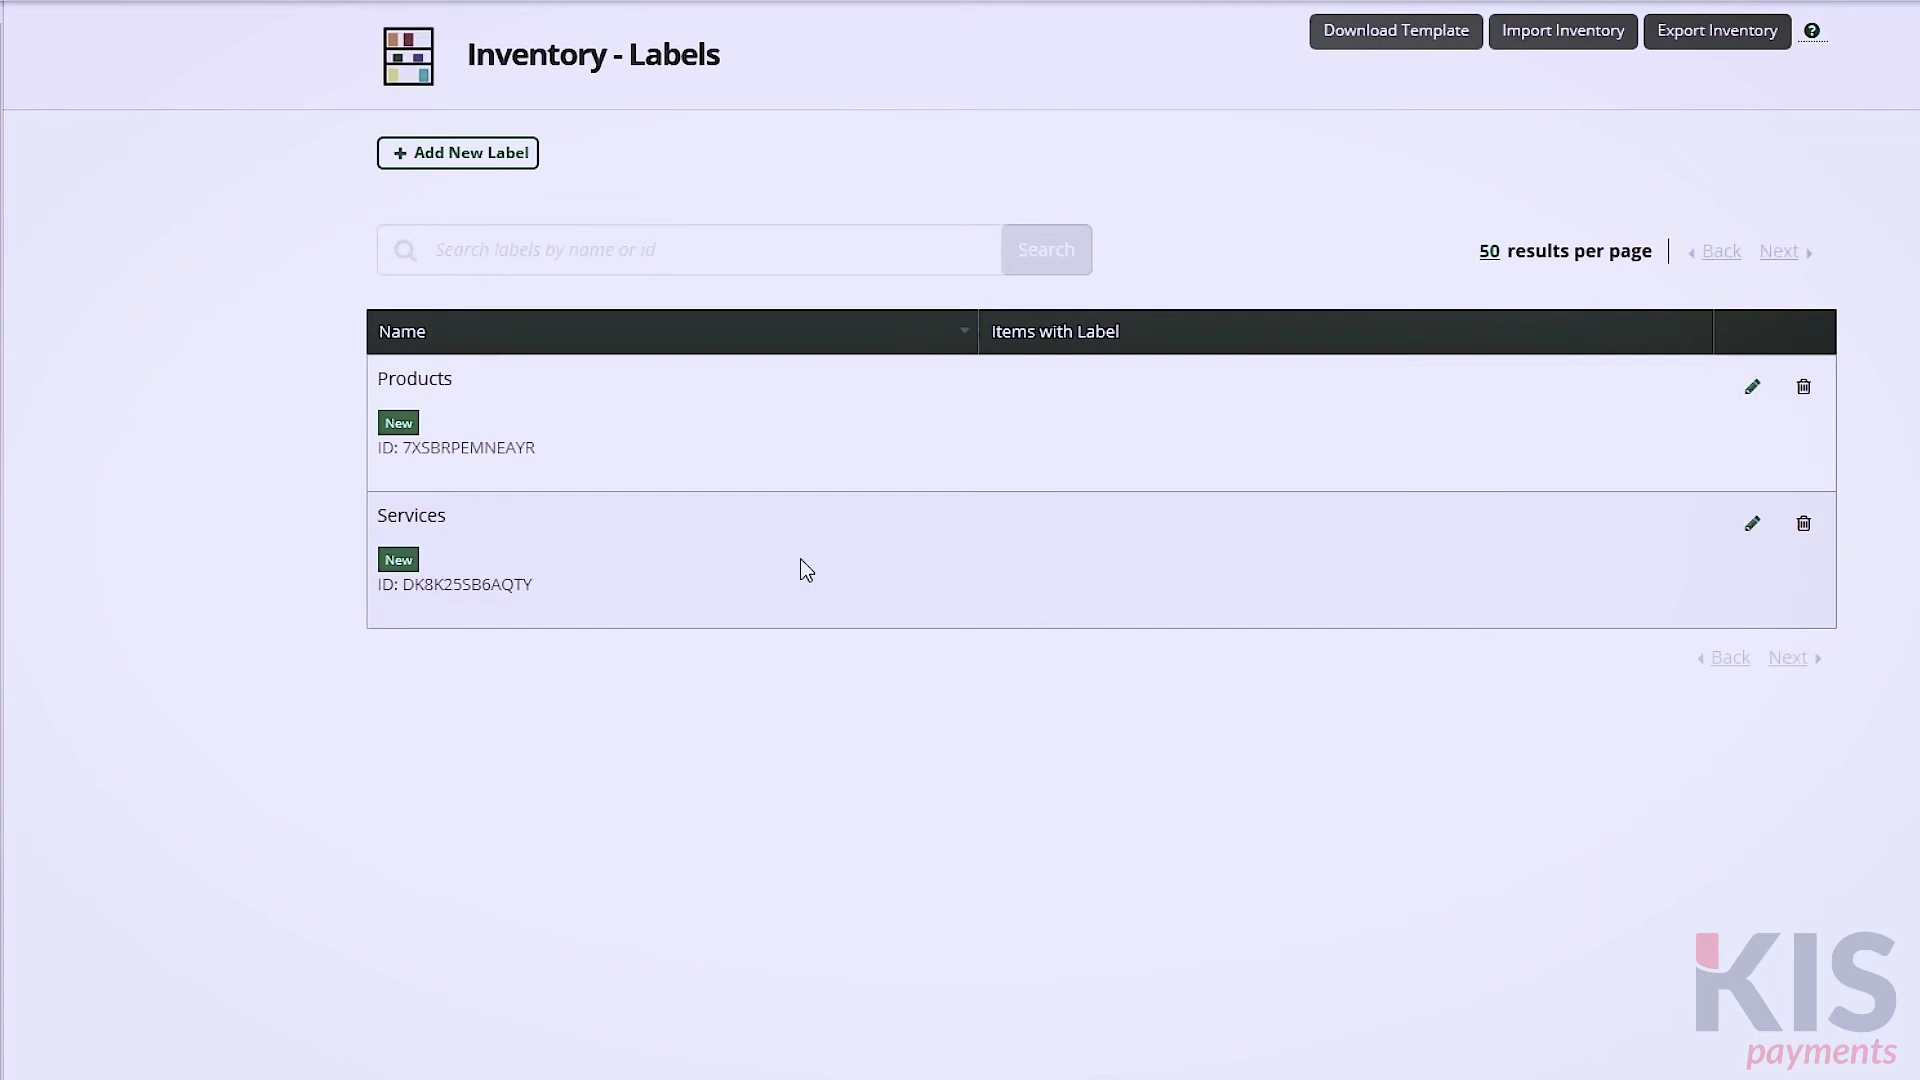 Inventory - Labels
Download Template
Import Inventory
Export Inventory
?
+ Add New Label
Search labels by name or id
Search
50 results per page
Back
Next
Name
Items with Label
Products
New
ID: 7XSBRPEMNEAYR
Services
New
ID: DK8K25SB6AQTY
Back
Next
KIS
payments